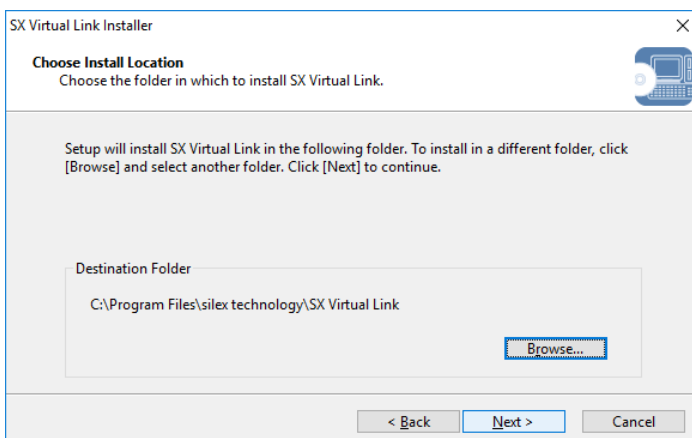 SX Virtual Link Installer
Choose Install Location
Choose the folder in which to install SX Virtual Link.
Setup will install SX Virtual Link in the following folder. To install in a different folder, click
[Browse] and select another folder. Click [Next] to continue.
Destination Folder
C:\Program Files\silex technology\SX Virtual Link
Browse...
< Back Next > Cancel